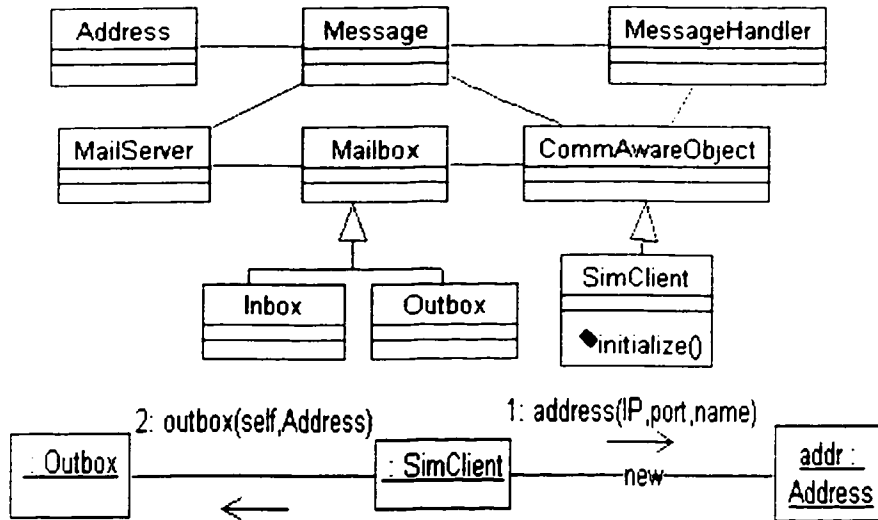 Address Message MessageHandler
MailServer Mailbox CommAwareObject
SimClient
Inbox Outbox
initialize()
2: outbox(self,Address) 1: address(IP,port,name)
: Outbox : SimClient new addr :
Address